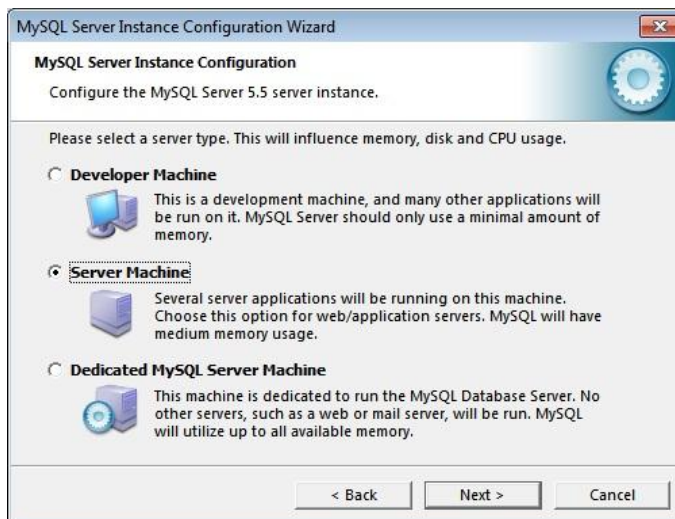 MySQL Server Instance Configuration Wizard
MySQL Server Instance Configuration
Configure the MySQL Server 5.5 server instance.
Please select a server type. This will influence memory, disk and CPU usage.
Developer Machine
This is a development machine, and many other applications will
be run on it. MySQL Server should only use a minimal amount of
memory.
Server Machine
Several server applications will be running on this machine.
Choose this option for web/application servers. MySQL will have
medium memory usage.
Dedicated MySQL Server Machine
This machine is dedicated to run the MySQL Database Server. No
other servers, such as a web or mail server, will be run. MySQL
will utilize up to all available memory.
< Back
Next >
Cancel